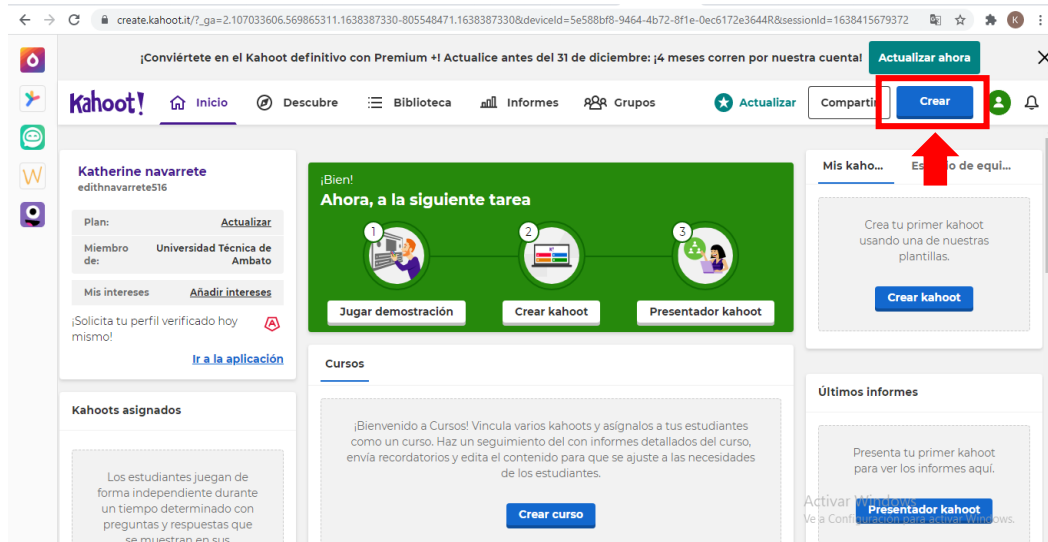 create.kahoot.it/?_ga=2.107033606.569865311.1638387330-805548471.1638387330&deviceId=5e588bf8-9464-4b72-8f1e-0ec6172e3644R&sessionId=1638415679372
K
¡Conviértete en el Kahoot definitivo con Premium +! Actualice antes del 31 de diciembre: ¡4 meses corren por nuestra cuenta!
Actualizar ahora
Kahoot!
Inicio
Descubre
Biblioteca
Informes
Grupos
Actualizar
Compartir
Crear
W
Katherine navarrete
edithnavarrete516
Plan: Actualizar
Miembro de: Universidad Técnica de Ambato
Mis intereses Añadir intereses
¡Solicita tu perfil verificado hoy
mismo!
Ir a la aplicación
Kahoots asignados
Los estudiantes juegan de
forma independiente durante
un tiempo determinado con
preguntas y respuestas que
se muestran en sus
¡Bien!
Ahora, a la siguiente tarea
1
2
3
Jugar demostración
Crear kahoot
Presentador kahoot
Cursos
¡Bienvenido a Cursos! Vincula varios kahoots y asígnalos a tus estudiantes
como un curso. Haz un seguimiento del con informes detallados del curso,
envía recordatorios y edita el contenido para que se ajuste a las necesidades
de los estudiantes.
Crear curso
Mis kaho...
de equi...
Crea tu primer kahoot
usando una de nuestras
plantillas.
Crear kahoot
Últimos informes
Presenta tu primer kahoot
para ver los informes aquí.
Presentador kahoot
Activar Windows
Ve a Configuración para activar Windows.